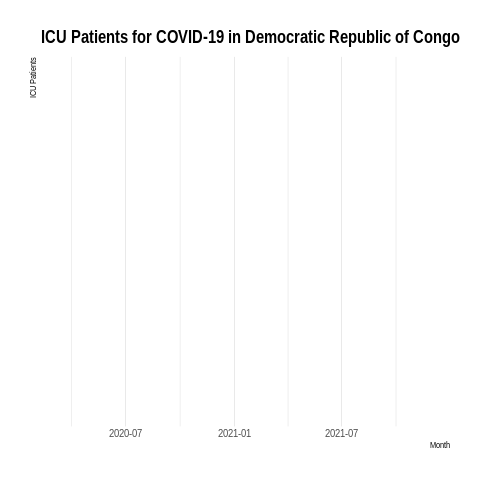 ICU Patients for COVID-19 in Democratic Republic of Congo
ICU Patients
2020-07 2021-01 2021-07
Month